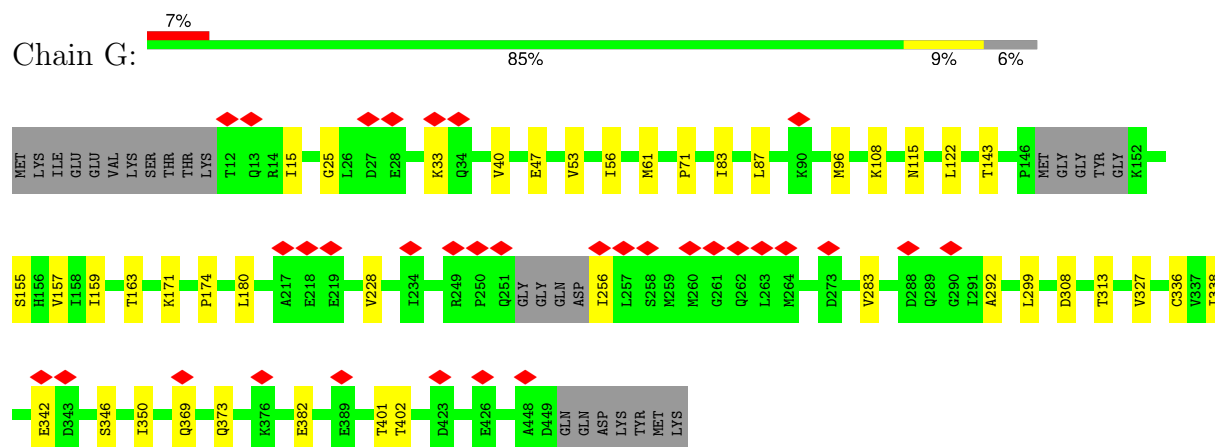 7%
Chain G:
85% 9% 6%
MET LYS ILE GLU GLU VAL LYS SER THR THR LYS T12 Q13 R14 I15 G25 L26 D27 E28 K33 Q34 V40 E47 V53 I56 M61 P71 I83 L87 K90 M96 K108 N115 L122 T143 P146 MET GLY GLY TYR GLY K152
S155 H156 V157 I158 I159 T163 K171 P174 L180 A217 E218 E219 V228 I234 R249 P250 Q251 GLY GLY GLN ASP I256 L257 S258 M259 M260 G261 Q262 L263 M264 D273 V283 D288 Q289 G290 I291 A292 L299 D308 T313 V327 C336 V337 I338
E342 D343 S346 I350 Q369 Q373 K376 E382 E389 T401 T402 D423 E426 A448 D449 GLN GLN ASP LYS TYR MET LYS